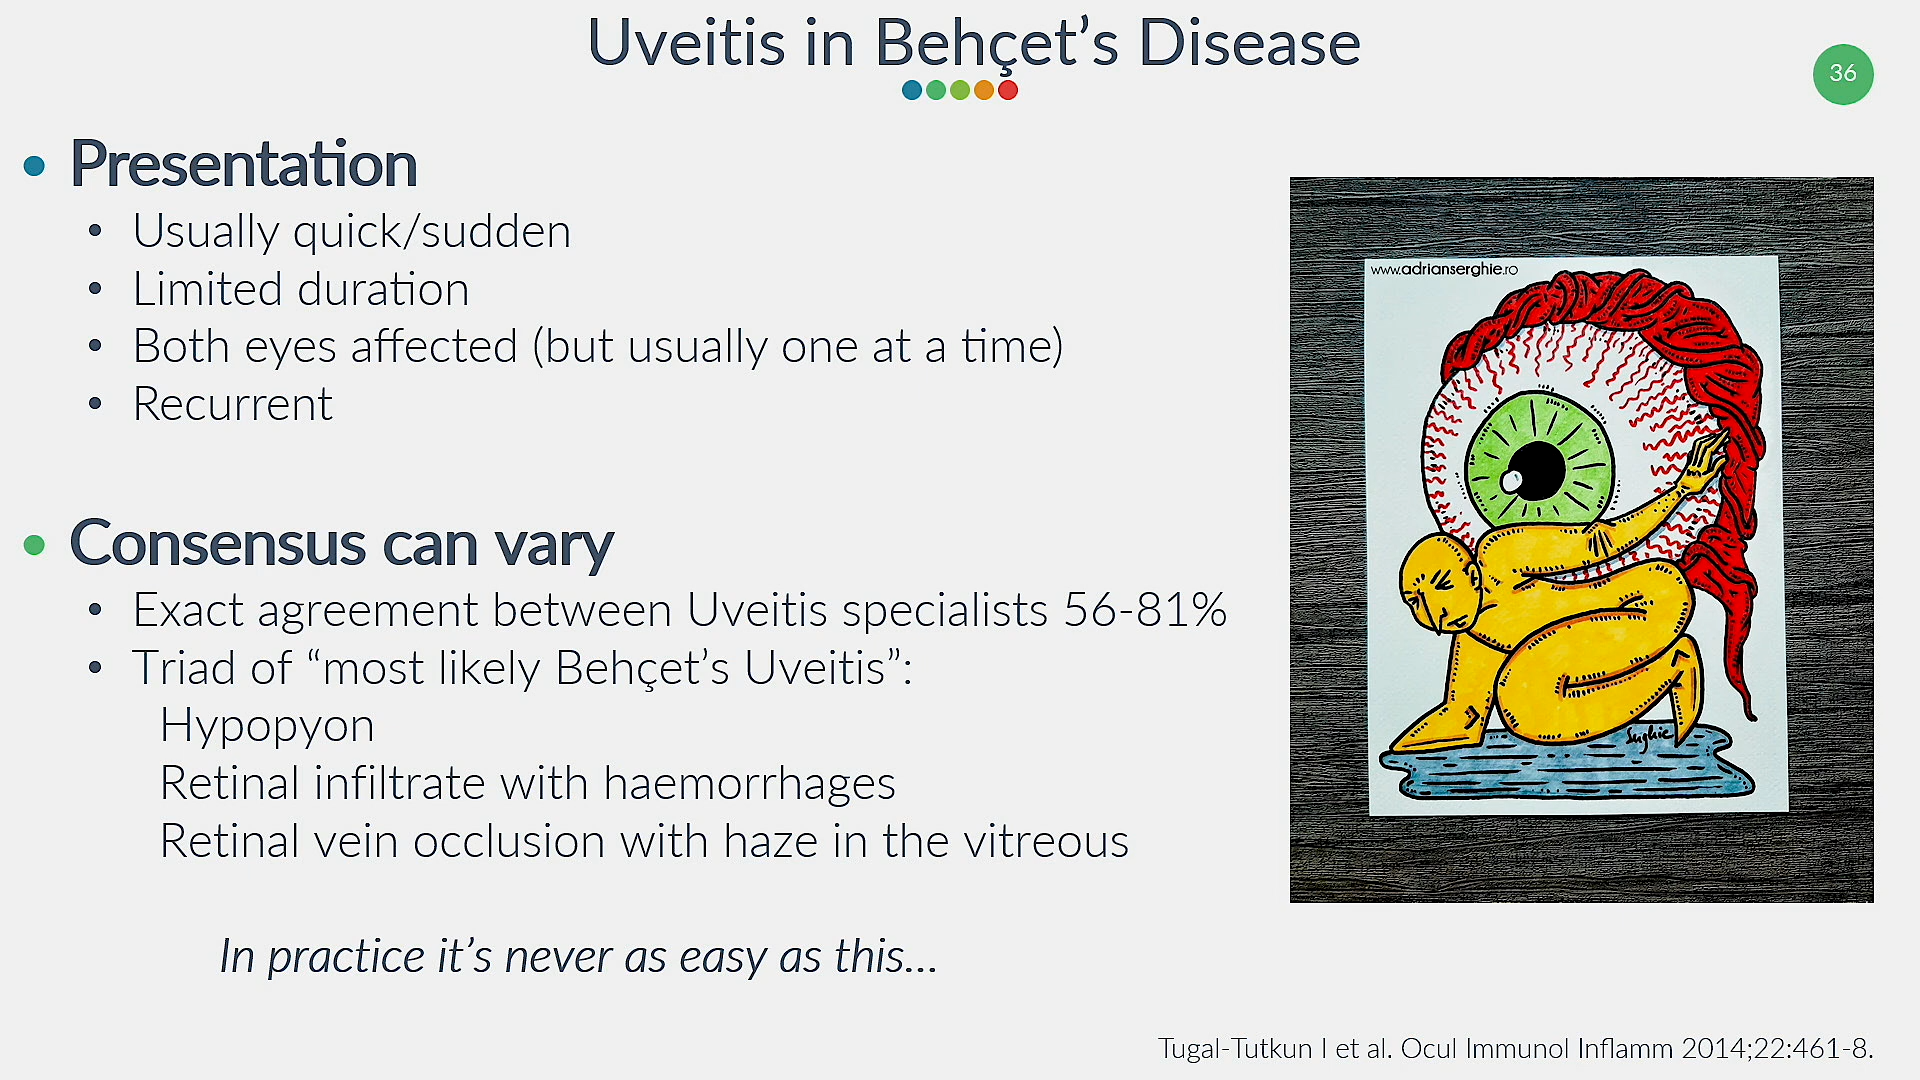 Uveitis in Behçet’s Disease
36
• Presentation
• Usually quick/sudden
• Limited duration
• Both eyes affected (but usually one at a time)
• Recurrent
• Consensus can vary
• Exact agreement between Uveitis specialists 56-81%
• Triad of “most likely Behçet’s Uveitis”:
Hypopyon
Retinal infiltrate with haemorrhages
Retinal vein occlusion with haze in the vitreous
In practice it’s never as easy as this...
www.adrianserghie.ro
Serghie
Tugal-Tutkun I et al. Ocul Immunol Inflamm 2014;22:461-8.